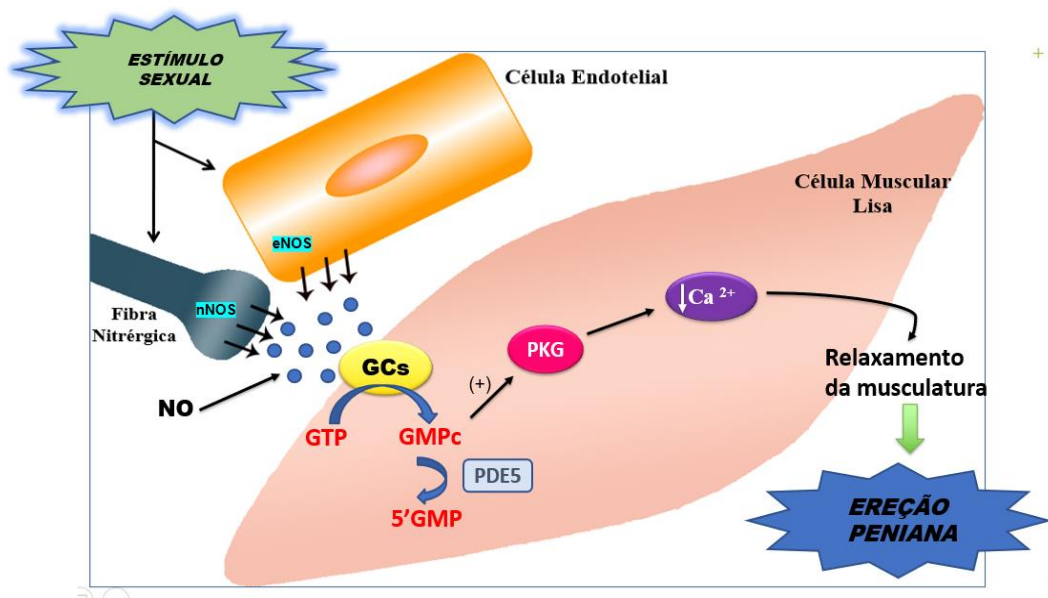 ESTÍMULO
SEXUAL
Célula Endotelial
Célula Muscular
Lisa
eNOS
nNOS
Fibra
Nitrérgica
NO
GCs
GTP
GMPc
(+)
PKG
↓Ca 2+
PDE5
5’GMP
Relaxamento
da musculatura
EREÇÃO
PENIANA